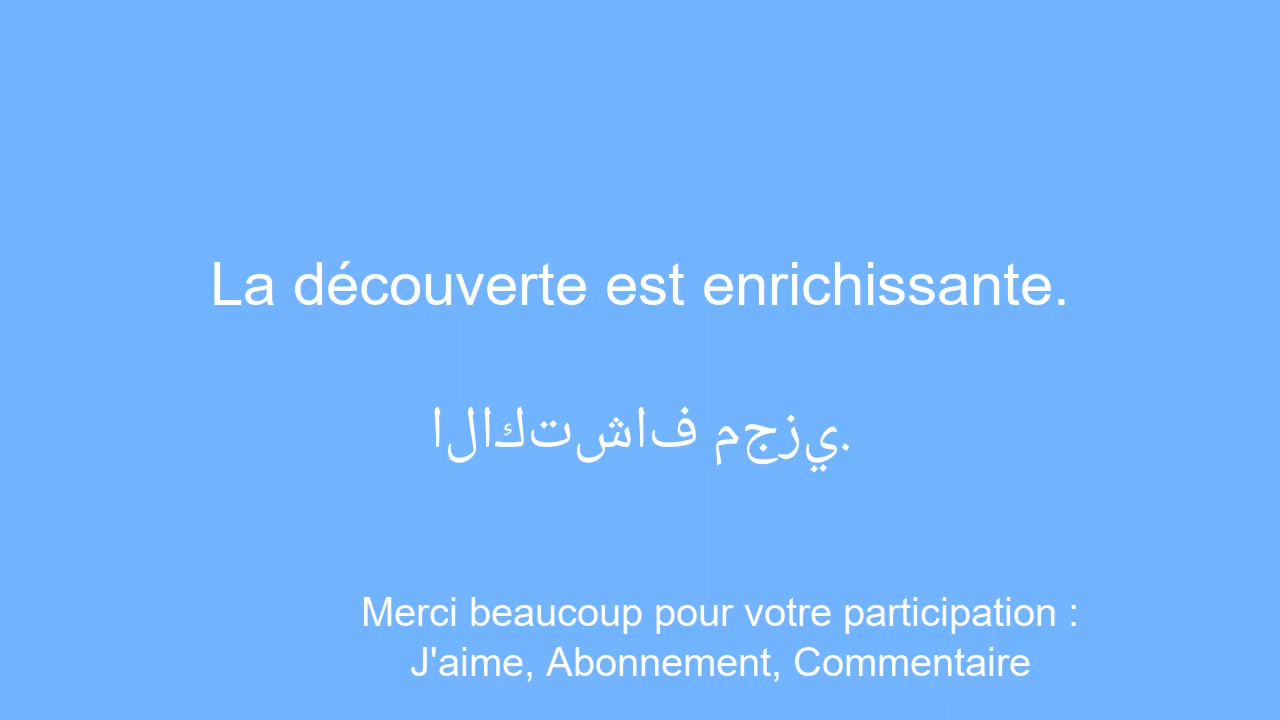 La découverte est enrichissante.
الاكتشاف مجزي.
Merci beaucoup pour votre participation :
J'aime, Abonnement, Commentaire